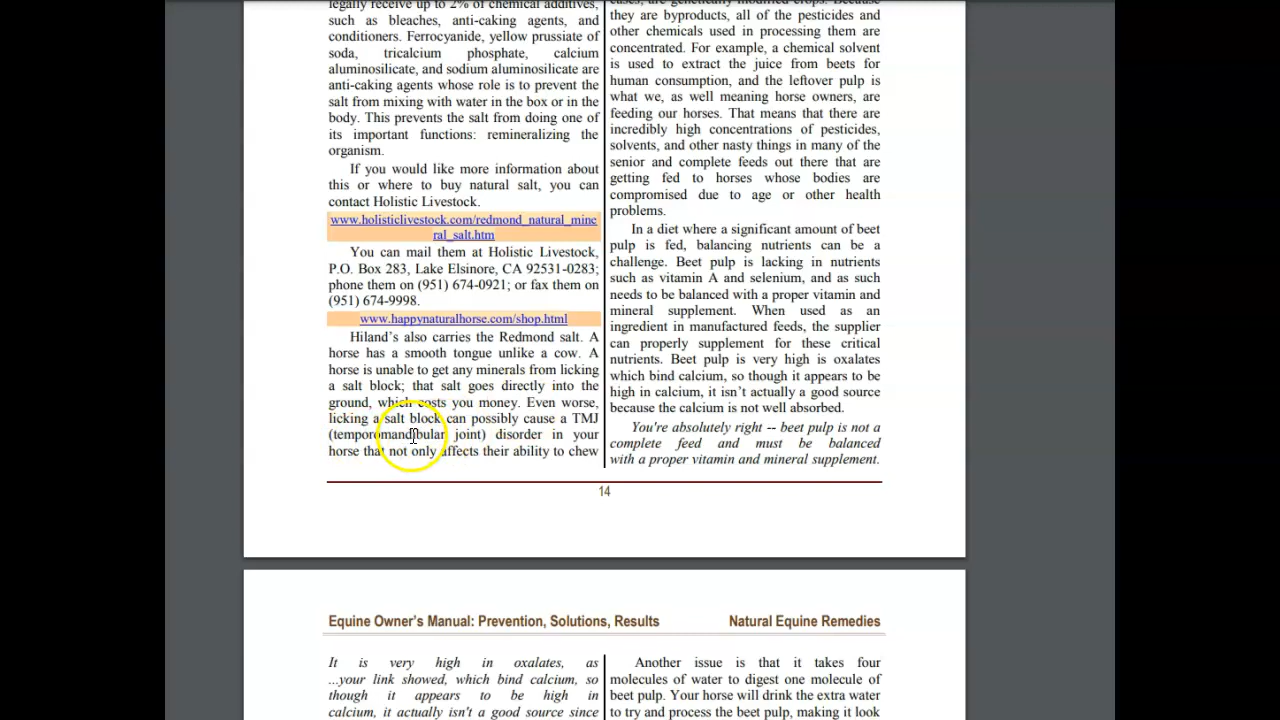 legally receive up to 2% of chemical additives,
such as bleaches, anti-caking agents, and
conditioners. Ferrocyanide, yellow prussiate of
soda, tricalcium phosphate, calcium
aluminosilicate, and sodium aluminosilicate are
anti-caking agents whose role is to prevent the
salt from mixing with water in the box or in the
body. This prevents the salt from doing one of
its important functions: remineralizing the
organism.
If you would like more information about
this or where to buy natural salt, you can
contact Holistic Livestock.
www.holisticlivestock.com/redmond_natural_mine
ral_salt.htm
You can mail them at Holistic Livestock,
P.O. Box 283, Lake Elsinore, CA 92531-0283;
phone them on (951) 674-0921; or fax them on
(951) 674-9998.
www.happynaturalhorse.com/shop.html
Hiland's also carries the Redmond salt. A
horse has a smooth tongue unlike a cow. A
horse is unable to get any minerals from licking
a salt block; that salt goes directly into the
ground, which costs you money. Even worse,
licking a salt block can possibly cause a TMJ
(temporomandibular joint) disorder in your
horse that not only affects their ability to chew
cases, are genetically modified crops. Because
they are byproducts, all of the pesticides and
other chemicals used in processing them are
concentrated. For example, a chemical solvent
is used to extract the juice from beets for
human consumption, and the leftover pulp is
what we, as well meaning horse owners, are
feeding our horses. That means that there are
incredibly high concentrations of pesticides,
solvents, and other nasty things in many of the
senior and complete feeds out there that are
getting fed to horses whose bodies are
compromised due to age or other health
problems.
In a diet where a significant amount of beet
pulp is fed, balancing nutrients can be a
challenge. Beet pulp is lacking in nutrients
such as vitamin A and selenium, and as such
needs to be balanced with a proper vitamin and
mineral supplement. When used as an
ingredient in manufactured feeds, the supplier
can properly supplement for these critical
nutrients. Beet pulp is very high is oxalates
which bind calcium, so though it appears to be
high in calcium, it isn't actually a good source
because the calcium is not well absorbed.
You're absolutely right -- beet pulp is not a
complete feed and must be balanced
with a proper vitamin and mineral supplement.
14
Equine Owner's Manual: Prevention, Solutions, Results Natural Equine Remedies
It is very high in oxalates, as
...your link showed, which bind calcium, so
though it appears to be high in
calcium, it actually isn't a good source since
Another issue is that it takes four
molecules of water to digest one molecule of
beet pulp. Your horse will drink the extra water
to try and process the beet pulp, making it look